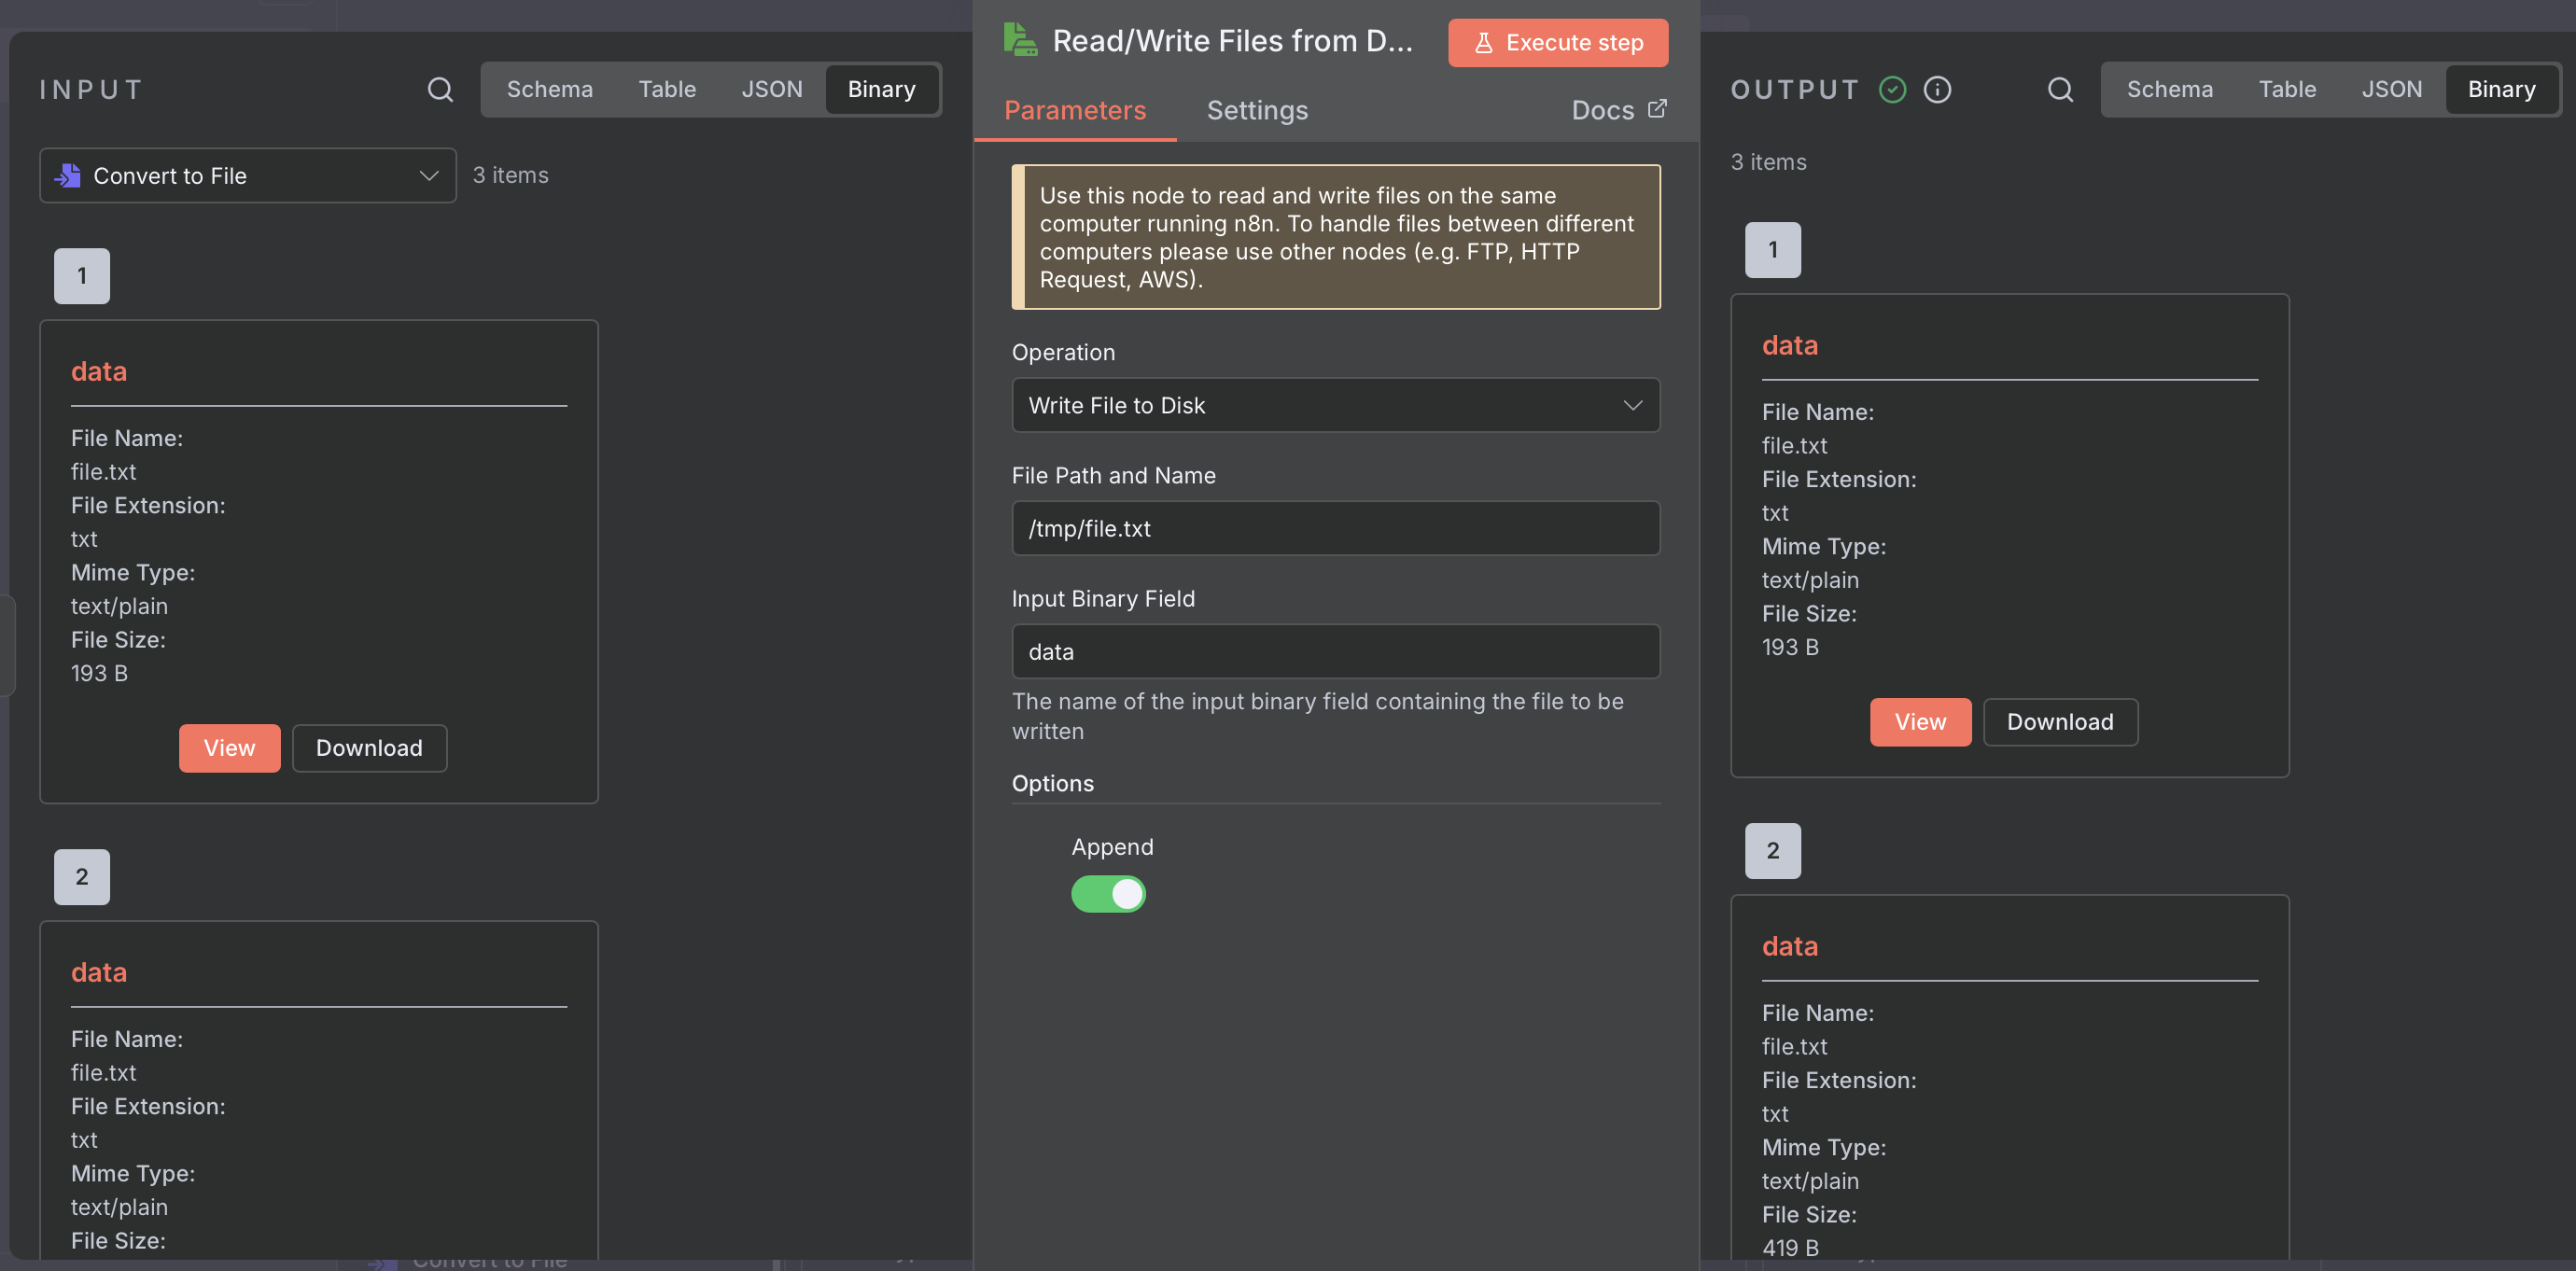 INPUT
Schema
Table
JSON
Binary
Convert to File
3 items
1
data
File Name:
file.txt
File Extension:
txt
Mime Type:
text/plain
File Size:
193 B
View
Download
2
data
File Name:
file.txt
File Extension:
txt
Mime Type:
text/plain
File Size:
Read/Write Files from D...
Execute step
Parameters
Settings
Docs
Use this node to read and write files on the same
computer running n8n. To handle files between different
computers please use other nodes (e.g. FTP, HTTP
Request, AWS).
Operation
Write File to Disk
File Path and Name
/tmp/file.txt
Input Binary Field
data
The name of the input binary field containing the file to be
written
Options
Append
OUTPUT
Schema
Table
JSON
Binary
3 items
1
data
File Name:
file.txt
File Extension:
txt
Mime Type:
text/plain
File Size:
193 B
View
Download
2
data
File Name:
file.txt
File Extension:
txt
Mime Type:
text/plain
File Size:
419 B
Convert to File